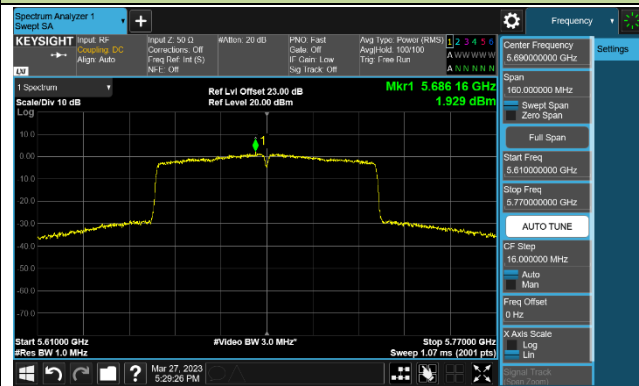 Spectrum Analyzer 1
Swept SA
Frequency
KEYSIGHT
Input: RF
Coupling: DC
Align: Auto
Input Z: 50 Ω
Corrections: Off
Freq Ref: Int (S)
NFE: Off
#Atten: 20 dB
PNO: Fast
Gate: Off
IF Gain: Low
Sig Track: Off
Avg Type: Power (RMS)
Avg|Hold: 100/100
Trig: Free Run
1 2 3 4 5 6
A W W W W W
A N N N N N
LXI
1 Spectrum
Scale/Div 10 dB
Log
Ref Lvl Offset 23.00 dB
Ref Level 20.00 dBm
Mkr1 5.686 16 GHz
1.929 dBm
10.0
0.00
-10.0
-20.0
-30.0
-40.0
-50.0
-60.0
-70.0
1
Start 5.61000 GHz
#Res BW 1.0 MHz
#Video BW 3.0 MHz*
Stop 5.77000 GHz
Sweep 1.07 ms (2001 pts)
Mar 27, 2023
5:29:26 PM
Center Frequency
5.690000000 GHz
Settings
Span
160.000000 MHz
Swept Span
Zero Span
Full Span
Start Freq
5.610000000 GHz
Stop Freq
5.770000000 GHz
AUTO TUNE
CF Step
16.000000 MHz
Auto
Man
Freq Offset
0 Hz
X Axis Scale
Log
Lin
Signal Track
(Span Zoom)